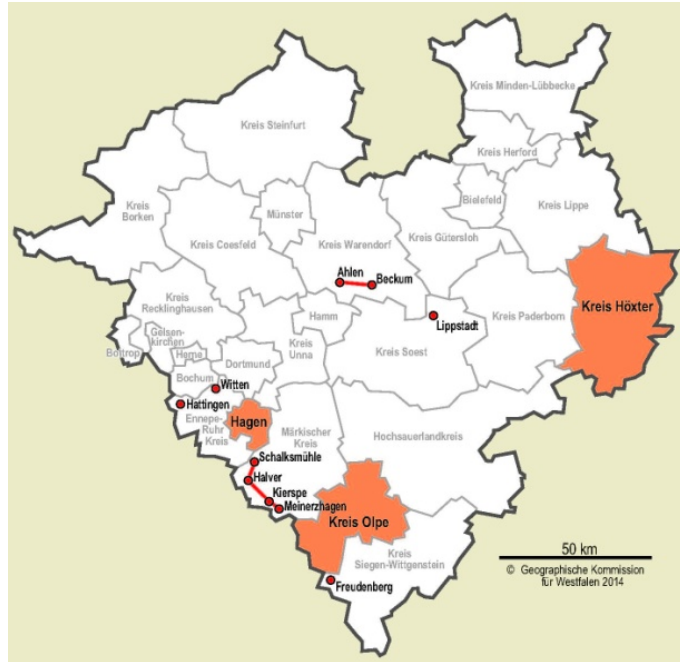 Kreis Minden-Lübbecke
Kreis Steinfurt
Kreis Herford
Kreis
Borken
Münster
Bielefeld
Kreis Lippe
Kreis Coesfeld
Kreis Warendorf
Kreis Gütersloh
Ahlen
Beckum
Kreis
Recklinghausen
Kreis Höxter
Hamm
Lippstadt
Kreis Paderborn
Gelsen-
kirchen
Bottrop
Herne
Dortmund
Kreis
Unna
Kreis Soest
Bochum
Witten
Hattingen
Ennepe-
Ruhr
Kreis
Hagen
Märkischer
Kreis
Hochsauerlandkreis
Schalksmühle
Halver
Kierspe
Meinerzhagen
Kreis Olpe
Kreis
Siegen-Wittgenstein
Freudenberg
50 km
© Geographische Kommission
für Westfalen 2014